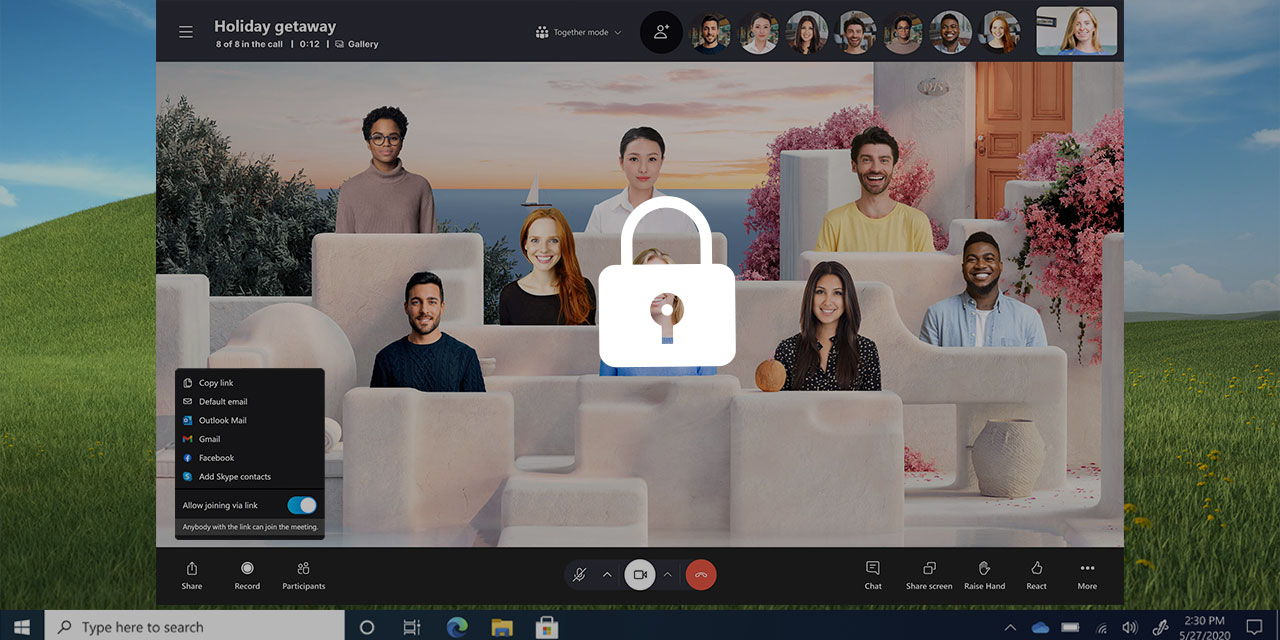 Holiday getaway
8 of 8 in the call | 0:12 | Gallery
Together mode
Copy link
Default email
Outlook Mail
Gmail
Facebook
Add Skype contacts
Allow joining via link
Anybody with the link can join the meeting.
Share
Record
Participants
Chat
Share screen
Raise Hand
React
More
Type here to search
2:30 PM
5/27/2020